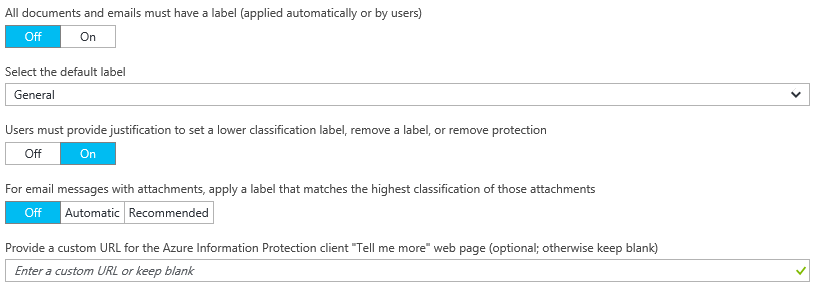 All documents and emails must have a label (applied automatically or by users)
Off On
Select the default label
General
Users must provide justification to set a lower classification label, remove a label, or remove protection
Off On
For email messages with attachments, apply a label that matches the highest classification of those attachments
Off Automatic Recommended
Provide a custom URL for the Azure Information Protection client "Tell me more" web page (optional; otherwise keep blank)
Enter a custom URL or keep blank